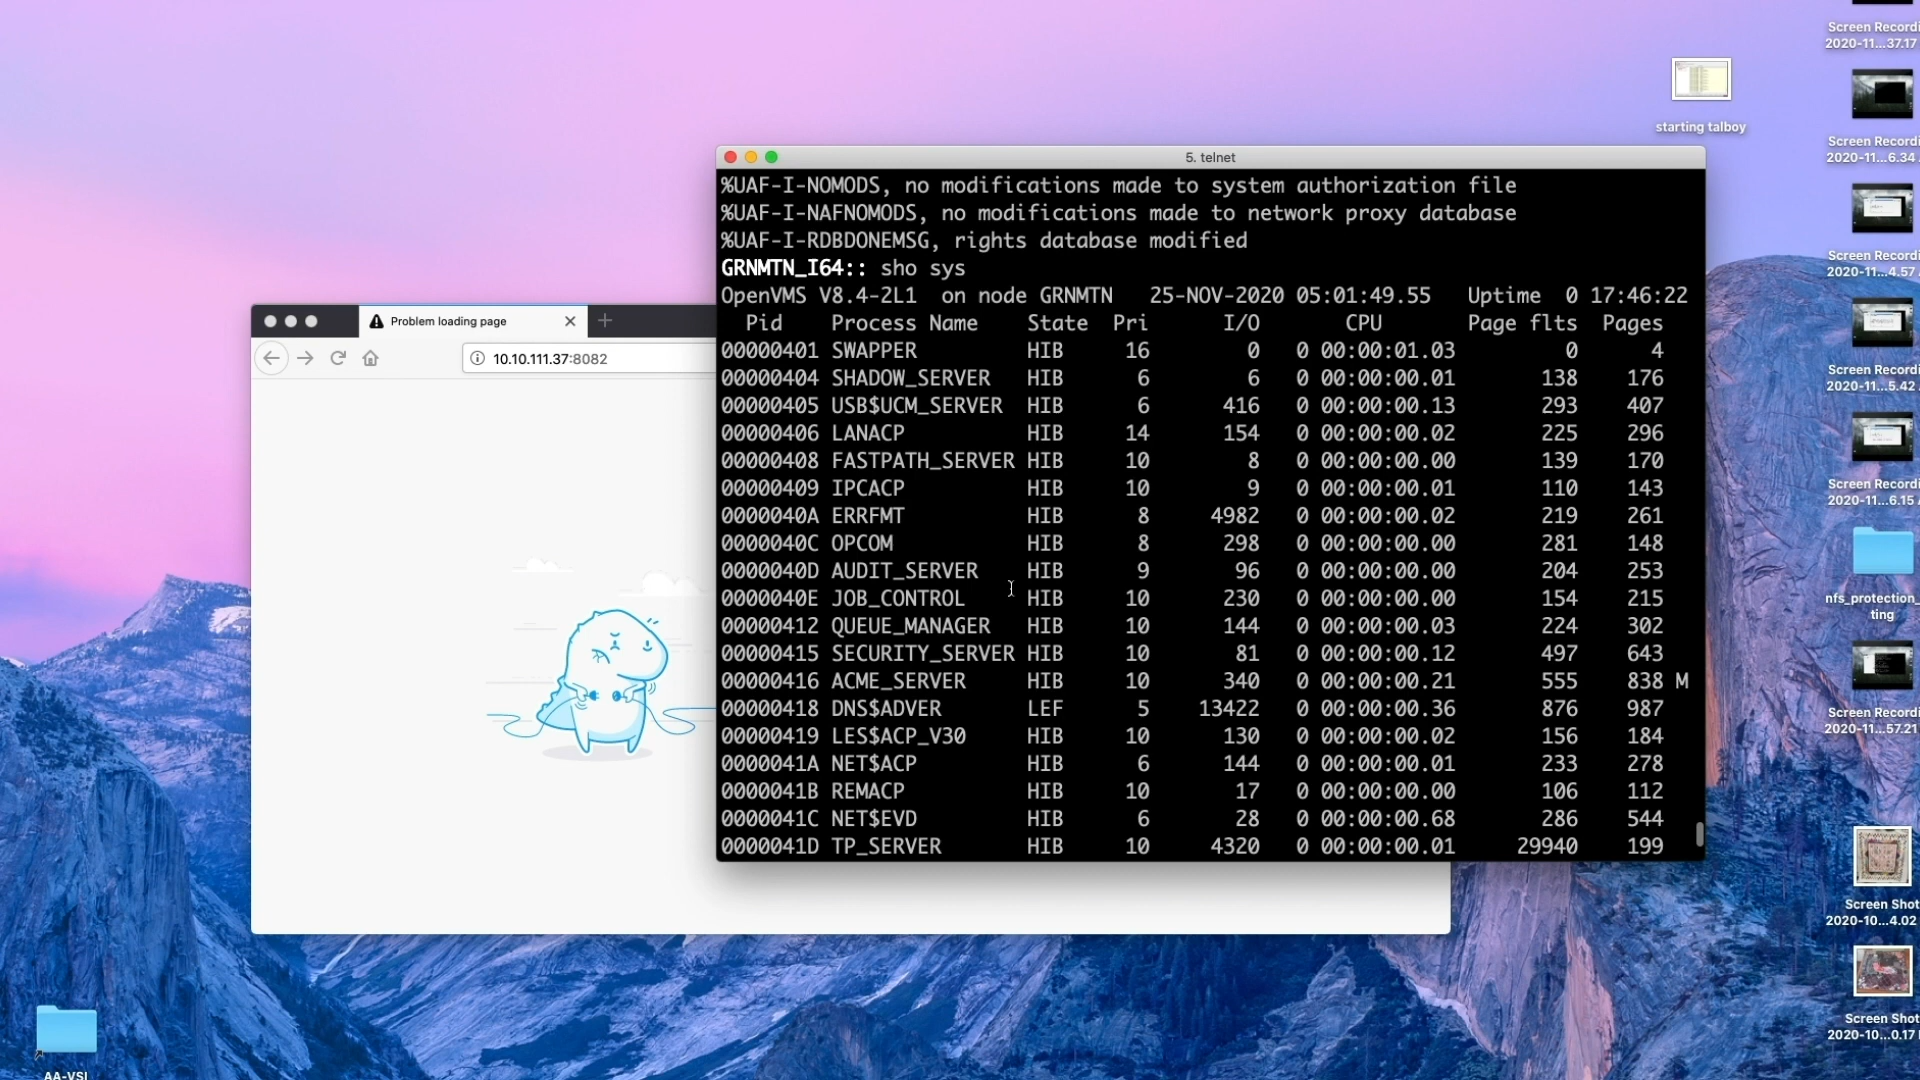 Screen Recordi
2020-11...37.17
starting talboy
Screen Recordi
2020-11...6.34
Screen Recordi
2020-11...4.57
Screen Recordi
2020-11...5.42
Screen Recordi
2020-11...6.15
nfs_protection_
ting
Screen Recordi
2020-11...57.21
Screen Shot
2020-10...4.02
Screen Shot
2020-10...0.17
AA-VSI
Problem loading page
10.10.111.37:8082
5. telnet
%UAF-I-NOMODS, no modifications made to system authorization file
%UAF-I-NAFNOMODS, no modifications made to network proxy database
%UAF-I-RDBDONEMSG, rights database modified
GRNMTN_I64:: sho sys
OpenVMS V8.4-2L1 on node GRNMTN 25-NOV-2020 05:01:49.55 Uptime 0 17:46:22
Pid Process Name State Pri I/O CPU Page flts Pages
00000401 SWAPPER HIB 16 0 0 00:00:01.03 0 4
00000404 SHADOW_SERVER HIB 6 6 0 00:00:00.01 138 176
00000405 USB$UCM_SERVER HIB 6 416 0 00:00:00.13 293 407
00000406 LANACP HIB 14 154 0 00:00:00.02 225 296
00000408 FASTPATH_SERVER HIB 10 8 0 00:00:00.00 139 170
00000409 IPCACP HIB 10 9 0 00:00:00.01 110 143
0000040A ERRFMT HIB 8 4982 0 00:00:00.02 219 261
0000040C OPCOM HIB 8 298 0 00:00:00.00 281 148
0000040D AUDIT_SERVER HIB 9 96 0 00:00:00.00 204 253
0000040E JOB_CONTROL HIB 10 230 0 00:00:00.00 154 215
00000412 QUEUE_MANAGER HIB 10 144 0 00:00:00.03 224 302
00000415 SECURITY_SERVER HIB 10 81 0 00:00:00.12 497 643
00000416 ACME_SERVER HIB 10 340 0 00:00:00.21 555 838 M
00000418 DNS$ADVER LEF 5 13422 0 00:00:00.36 876 987
00000419 LES$ACP_V30 HIB 10 130 0 00:00:00.02 156 184
0000041A NET$ACP HIB 6 144 0 00:00:00.01 233 278
0000041B REMACP HIB 10 17 0 00:00:00.00 106 112
0000041C NET$EVD HIB 6 28 0 00:00:00.68 286 544
0000041D TP_SERVER HIB 10 4320 0 00:00:00.01 29940 199